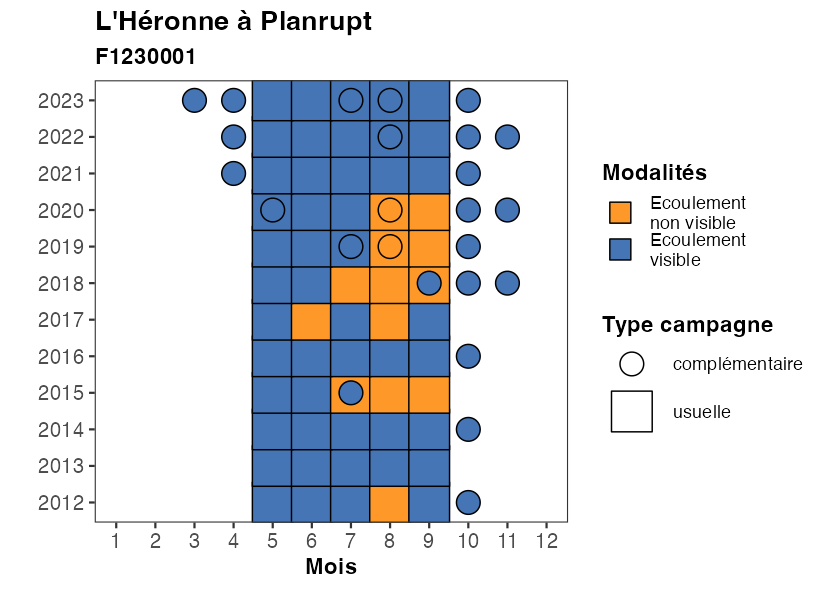 L'Héronne à Planrupt
F1230001
2023
2022
2021
2020
2019
2018
2017
2016
2015
2014
2013
2012
1 2 3 4 5 6 7 8 9 10 11 12
Mois
Modalités
Ecoulement
non visible
Ecoulement
visible
Type campagne
complémentaire
usuelle